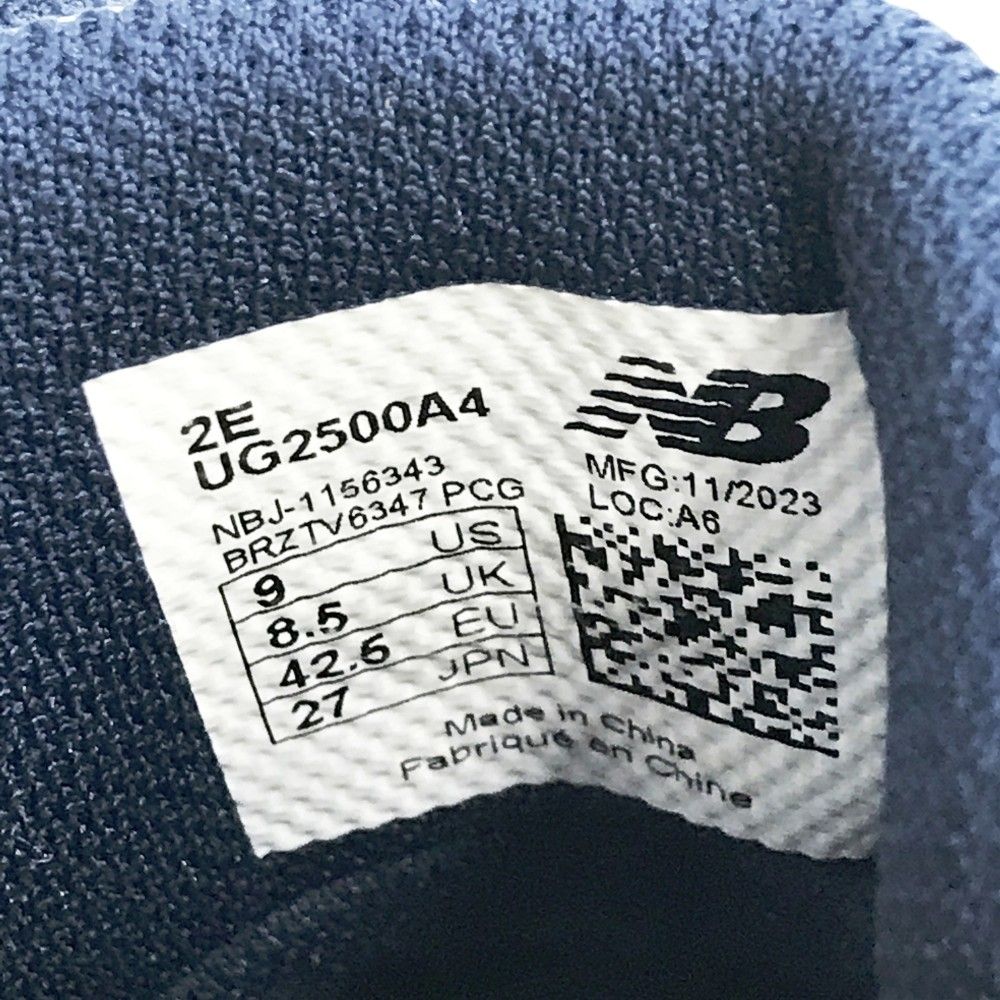 2E
UG2500A4
NBJ-1156343
BRZTV6347 PCG
9 US
8.5 UK
42.5 EU
27 JPN
NB
MFG:11/2023
LOC:A6
Made in China
Fabriqué en Chine